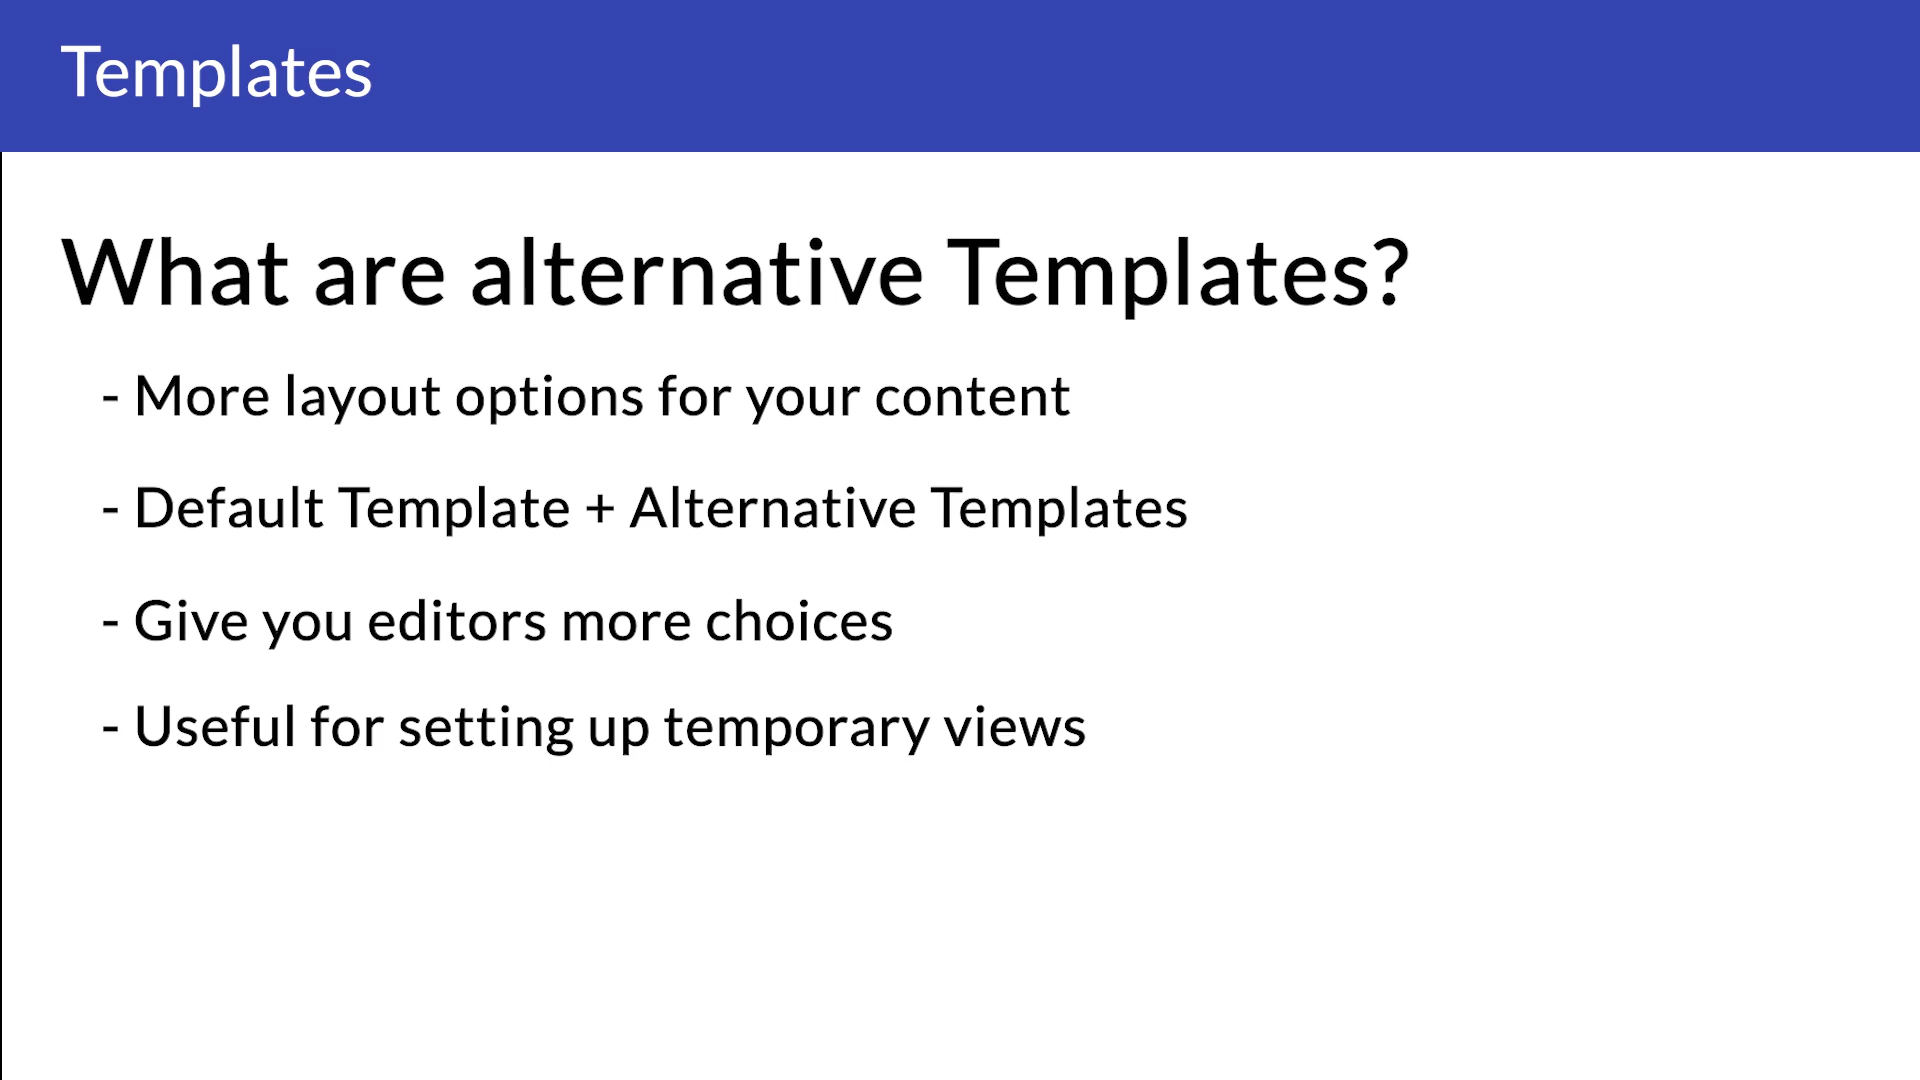 Templates
What are alternative Templates?
- More layout options for your content
- Default Template + Alternative Templates
- Give you editors more choices
- Useful for setting up temporary views